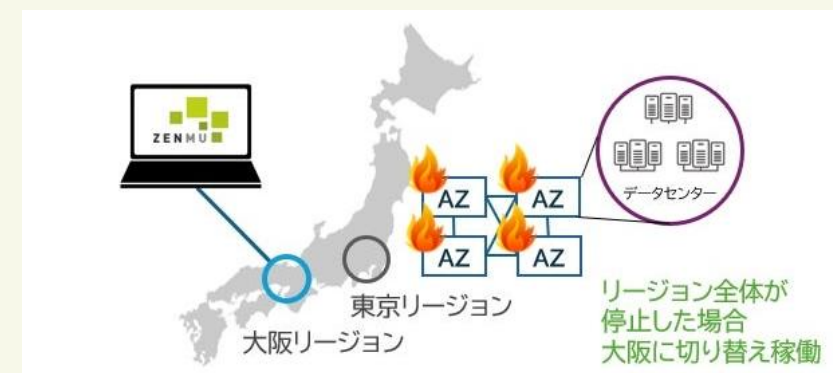 ZENMU
AZ
AZ
AZ
AZ
データセンター
東京リージョン
大阪リージョン
リージョン全体が
停止した場合
大阪に切り替え稼働